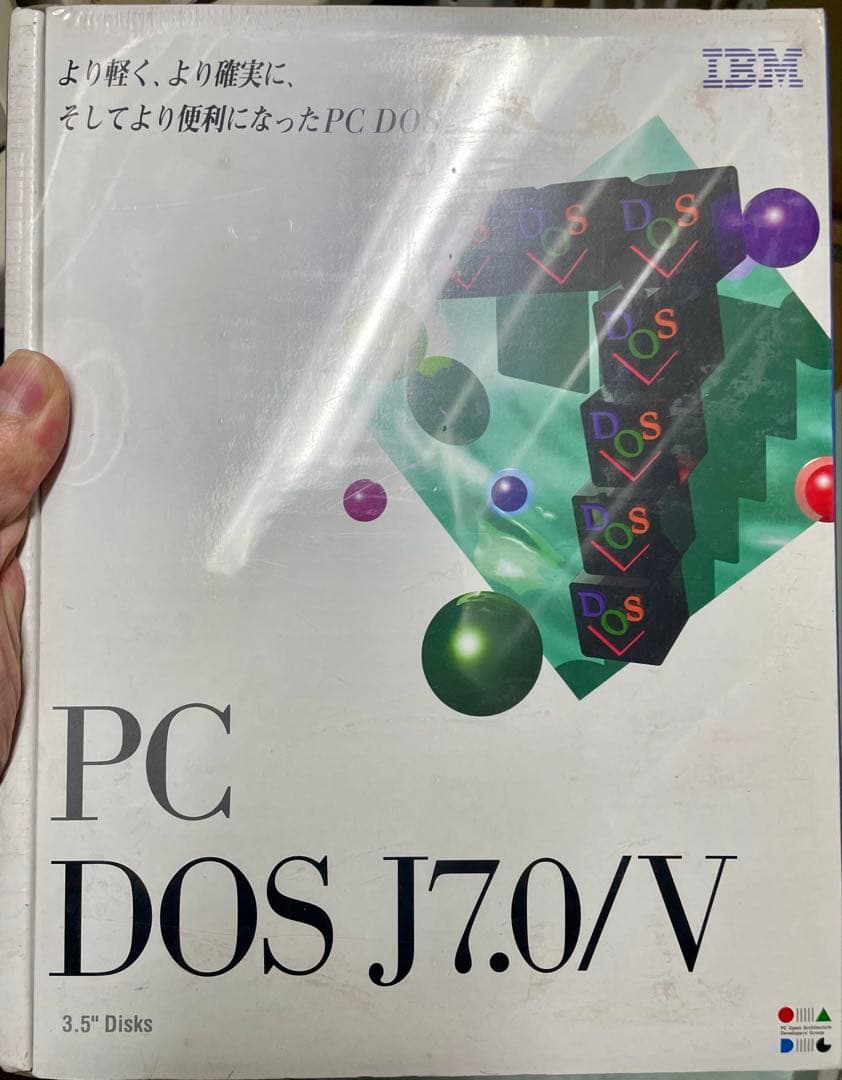 より軽く、より確実に、
そしてより便利になったPC DOS
IBM
DOS
DOS
DOS
DOS
DOS
DOS
PC
DOS J7.0/V
3.5" Disks
PC Open Architecture
Developers' Group